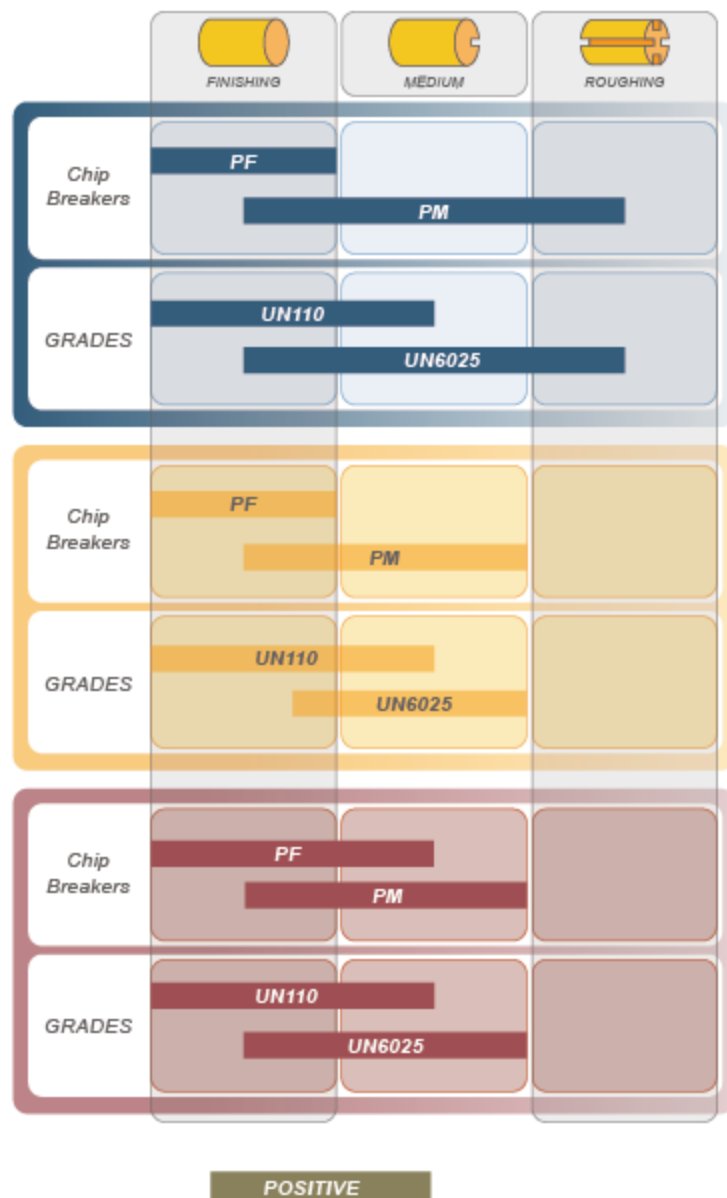 FINISHING
MEDIUM
ROUGHING
Chip
Breakers
PF
PM
GRADES
UN110
UN6025
Chip
Breakers
PF
PM
GRADES
UN110
UN6025
Chip
Breakers
PF
PM
GRADES
UN110
UN6025
POSITIVE